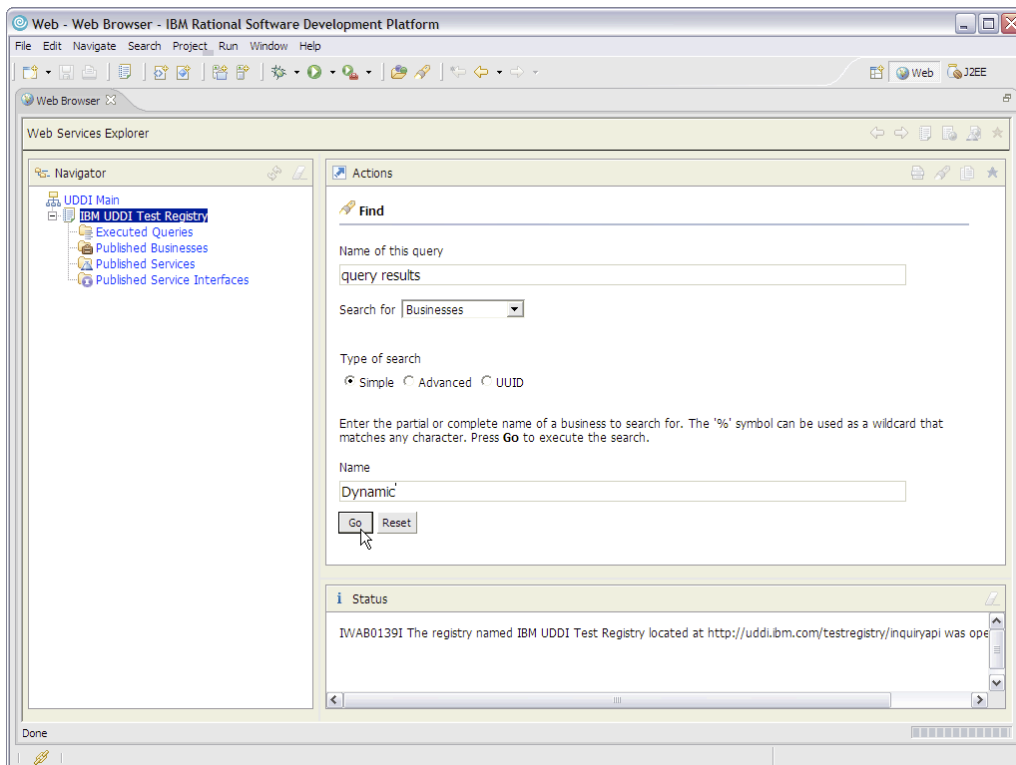 Web - Web Browser - IBM Rational Software Development Platform
File Edit Navigate Search Project Run Window Help
Web J2EE
Web Browser
Web Services Explorer
Navigator
UDDI Main
IBM UDDI Test Registry
Executed Queries
Published Businesses
Published Services
Published Service Interfaces
Actions
Find
Name of this query
query results
Search for Businesses
Type of search
Simple Advanced UUID
Enter the partial or complete name of a business to search for. The '%' symbol can be used as a wildcard that
matches any character. Press Go to execute the search.
Name
Dynamic'
Go Reset
i Status
IWAB0139I The registry named IBM UDDI Test Registry located at http://uddi.ibm.com/testregistry/inquiryapi was ope
Done